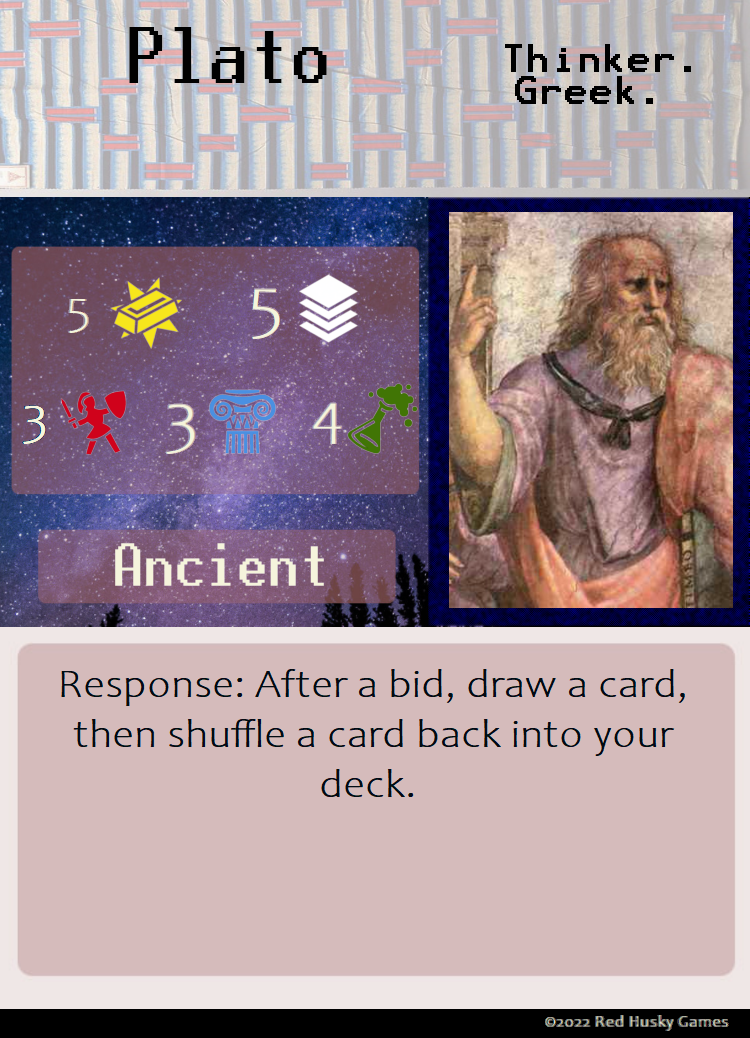 Plato
Thinker.
Greek.
5 5
3 3 4
Ancient
Response: After a bid, draw a card,
then shuffle a card back into your
deck.
©2022 Red Husky Games